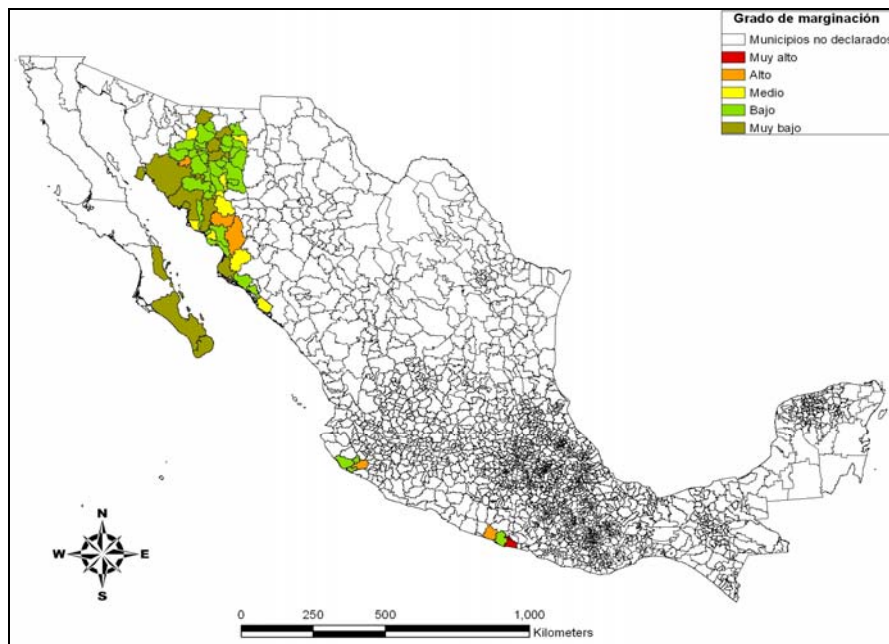 Grado de marginación
Municipios no declarados
Muy alto
Alto
Medio
Bajo
Muy bajo
N
W E
S
0 250 500 1,000
Kilometers